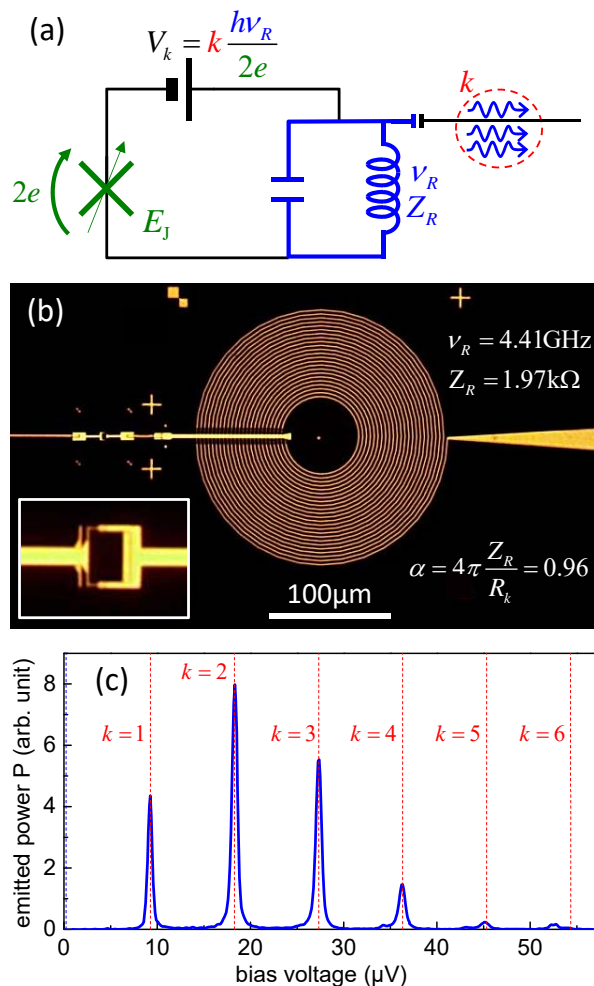 (a)
V_k = k hν_R / 2e
k
2e
E_J
ν_R
Z_R
(b)
ν_R = 4.41GHz
Z_R = 1.97kΩ
α = 4π Z_R / R_k = 0.96
100µm
(c)
k = 1
k = 2
k = 3
k = 4
k = 5
k = 6
emitted power P (arb. unit)
8
6
4
2
0
0 10 20 30 40 50
bias voltage (µV)